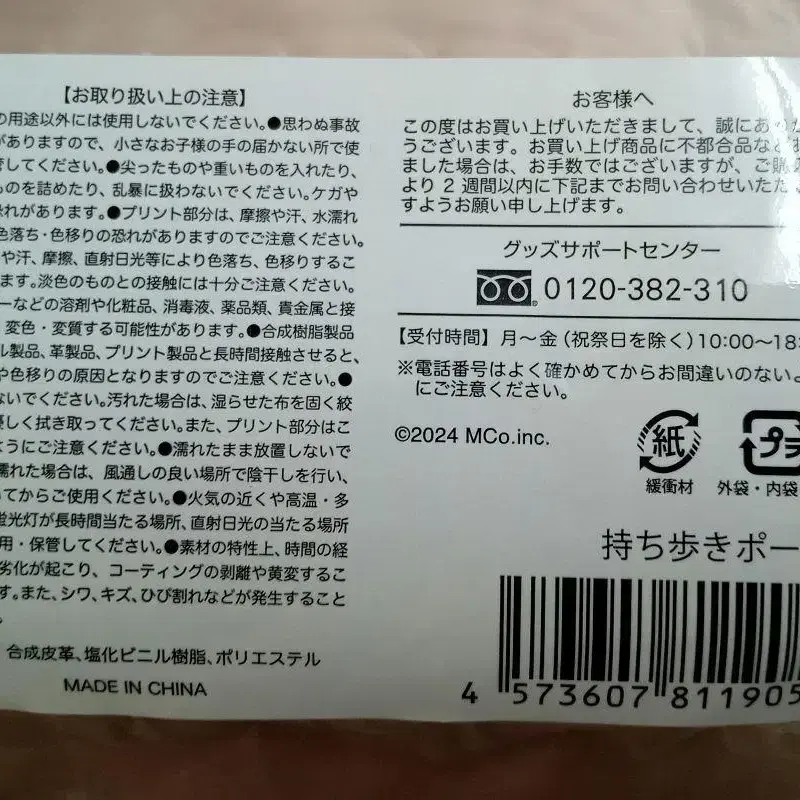 【お取り扱い上の注意】
の用途以外には使用しないでください。●思わぬ事故
がありますので、小さなお子様の手の届かない所で使
管してください。●尖ったものや重いものを入れたり、
ものを詰めたり、乱暴に扱わないでください。ケガや
恐れがあります。●プリント部分は、摩擦や汗、水濡れ
色落ち・色移りの恐れがありますのでご注意ください。
や汗、摩擦、直射日光等により色落ち、色移りするこ
ます。淡色のものとの接触には十分ご注意ください。
ーなどの溶剤や化粧品、消毒液、薬品類、貴金属と接
、変色・変質する可能性があります。●合成樹脂製品
ル製品、革製品、プリント製品と長時間接触させると、
や色移りの原因となりますのでご注意ください。●
ないでください。汚れた場合は、湿らせた布を固く絞
優しく拭き取ってください。また、プリント部分はこ
ようにご注意ください。●濡れたまま放置しないで
濡れた場合は、風通しの良い場所で陰干しを行い、
いてからご使用ください。●火気の近くや高温・多
蛍光灯が長時間当たる場所、直射日光の当たる場所
用・保管してください。●素材の特性上、時間の経
劣化が起こり、コーティングの剥離や黄変するこ
す。また、シワ、キズ、ひび割れなどが発生すること
。
合成皮革、塩化ビニル樹脂、ポリエステル
MADE IN CHINA
お客様へ
この度はお買い上げいただきまして、誠にあ
うございます。お買い上げ商品に不都合品など
ました場合は、お手数ではございますが、ご購
より2週間以内に下記までお問い合わせいただ
すようお願い申し上げます。
グッズサポートセンター
0120-382-310
【受付時間】月〜金（祝祭日を除く）10:00〜18:
※電話番号はよく確かめてからお間違いのないよ
にご注意ください。
©2024 MCo.inc.
紙
プラ
緩衝材
外袋・内袋
持ち歩きポー
4 573607 811905